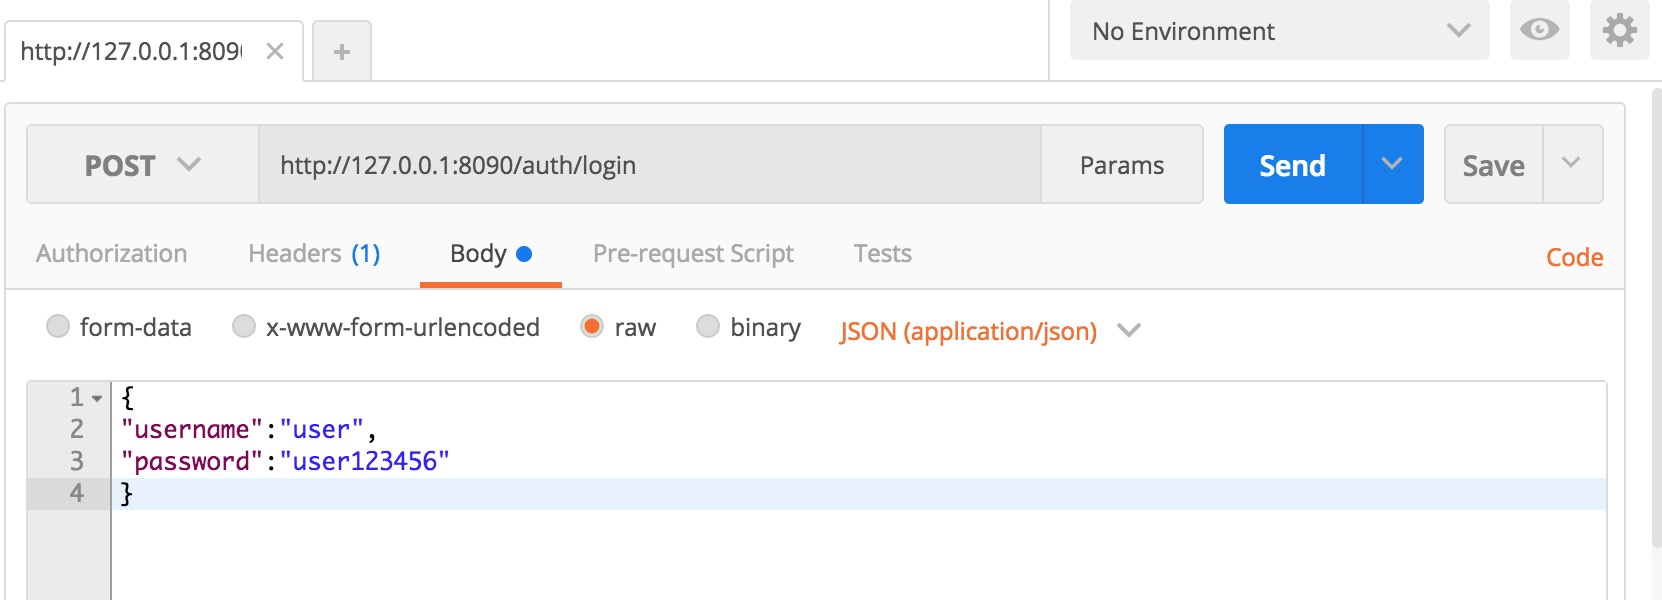 http://127.0.0.1:809
No Environment
POST http://127.0.0.1:8090/auth/login Params Send Save
Authorization Headers (1) Body Pre-request Script Tests Code
form-data x-www-form-urlencoded raw binary JSON (application/json)
1 {
2 "username":"user",
3 "password":"user123456"
4 }